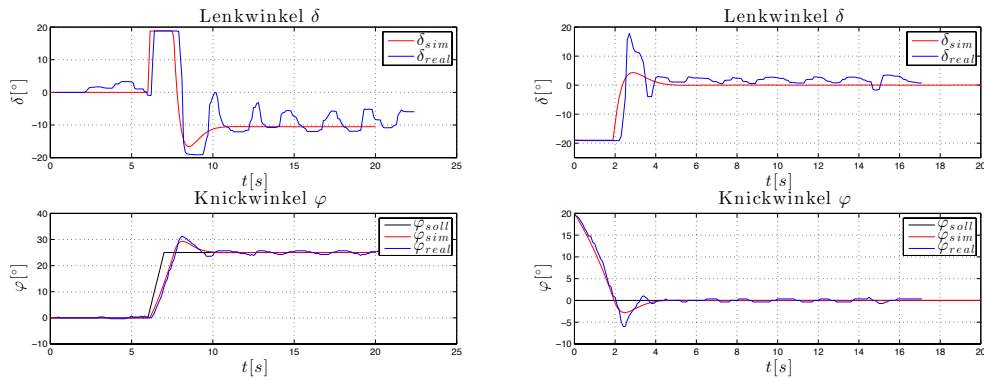 Lenkwinkel δ
20
10
0
−10
−20
δ[°]
δsim
δreal
0 5 10 15 20 25
t[s]
Knickwinkel φ
40
30
20
10
0
−10
φ[°]
φsoll
φsim
φreal
0 5 10 15 20 25
t[s]
Lenkwinkel δ
20
10
0
−10
−20
δ[°]
δsim
δreal
0 2 4 6 8 10 12 14 16 18 20
t[s]
Knickwinkel φ
20
15
10
5
0
−5
−10
φ[°]
φsoll
φsim
φreal
0 2 4 6 8 10 12 14 16 18 20
t[s]